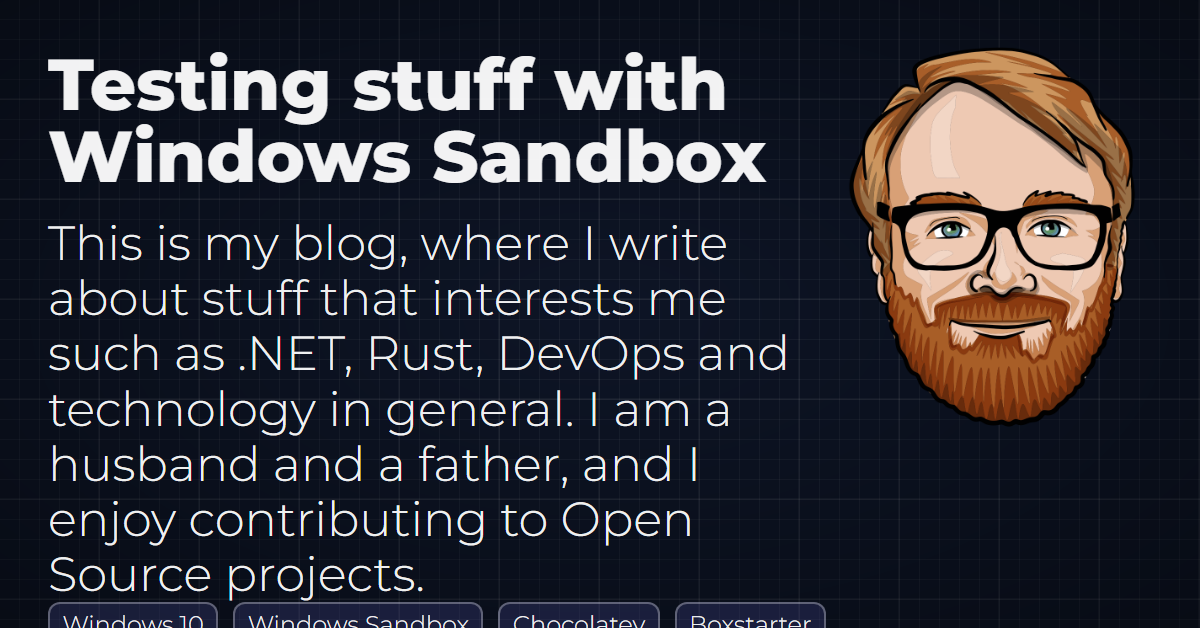 Testing stuff with
Windows Sandbox
This is my blog, where I write
about stuff that interests me
such as .NET, Rust, DevOps and
technology in general. I am a
husband and a father, and I
enjoy contributing to Open
Source projects.
Windows 10 Windows Sandbox Chocolatey Boxstarter